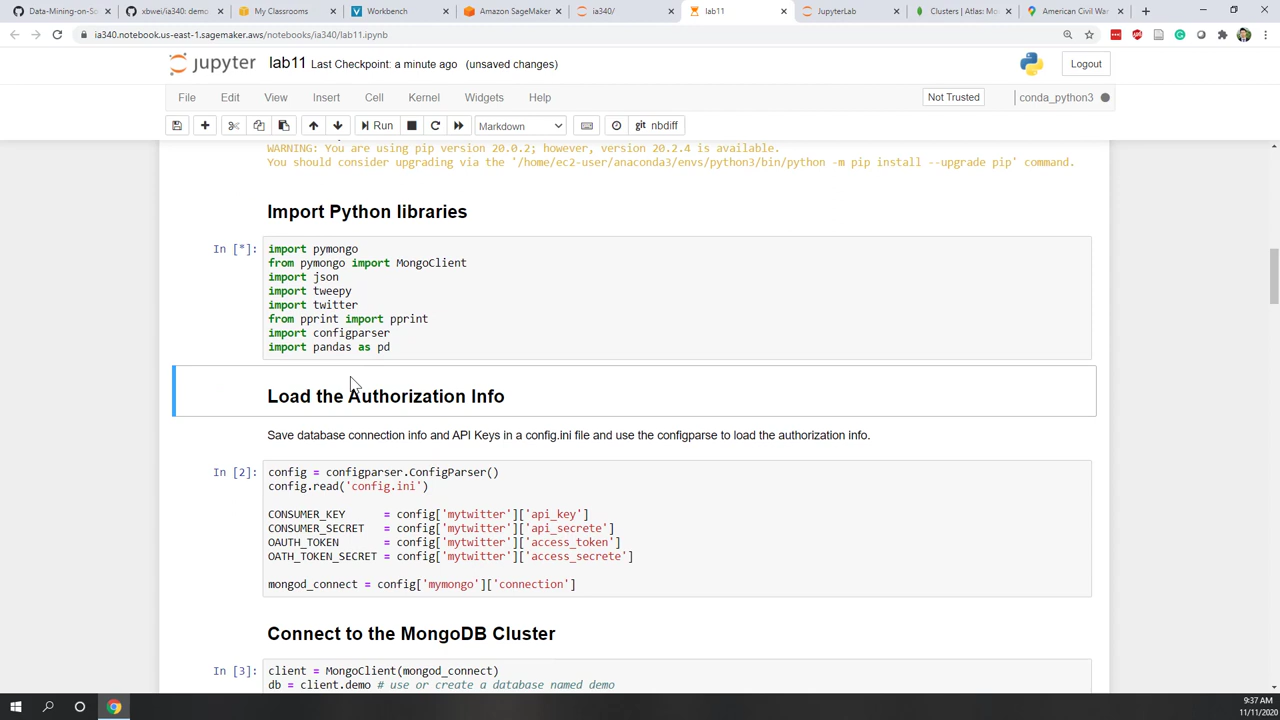 Data-Mining-on-So
xbwei/ia340: demo
My Classrooms
Workbench
Amazon SageMaker
ia340/
lab11
JupyterLab
Clusters | Atlas: Mo
American Civil War
ia340.notebook.us-east-1.sagemaker.aws/notebooks/ia340/lab11.ipynb
jupyter lab11 Last Checkpoint: a minute ago (unsaved changes)
Logout
File Edit View Insert Cell Kernel Widgets Help
Not Trusted
conda_python3
Run
Markdown
git nbdiff
WARNING: You are using pip version 20.0.2; however, version 20.2.4 is available.
You should consider upgrading via the '/home/ec2-user/anaconda3/envs/python3/bin/python -m pip install --upgrade pip' command.
Import Python libraries
In [*]:
import pymongo
from pymongo import MongoClient
import json
import tweepy
import twitter
from pprint import pprint
import configparser
import pandas as pd
Load the Authorization Info
Save database connection info and API Keys in a config.ini file and use the configparse to load the authorization info.
In [2]:
config = configparser.ConfigParser()
config.read('config.ini')
CONSUMER_KEY = config['mytwitter']['api_key']
CONSUMER_SECRET = config['mytwitter']['api_secrete']
OAUTH_TOKEN = config['mytwitter']['access_token']
OATH_TOKEN_SECRET = config['mytwitter']['access_secrete']
mongod_connect = config['mymongo']['connection']
Connect to the MongoDB Cluster
In [3]:
client = MongoClient(mongod_connect)
db = client.demo # use or create a database named demo
9:37 AM
11/11/2020